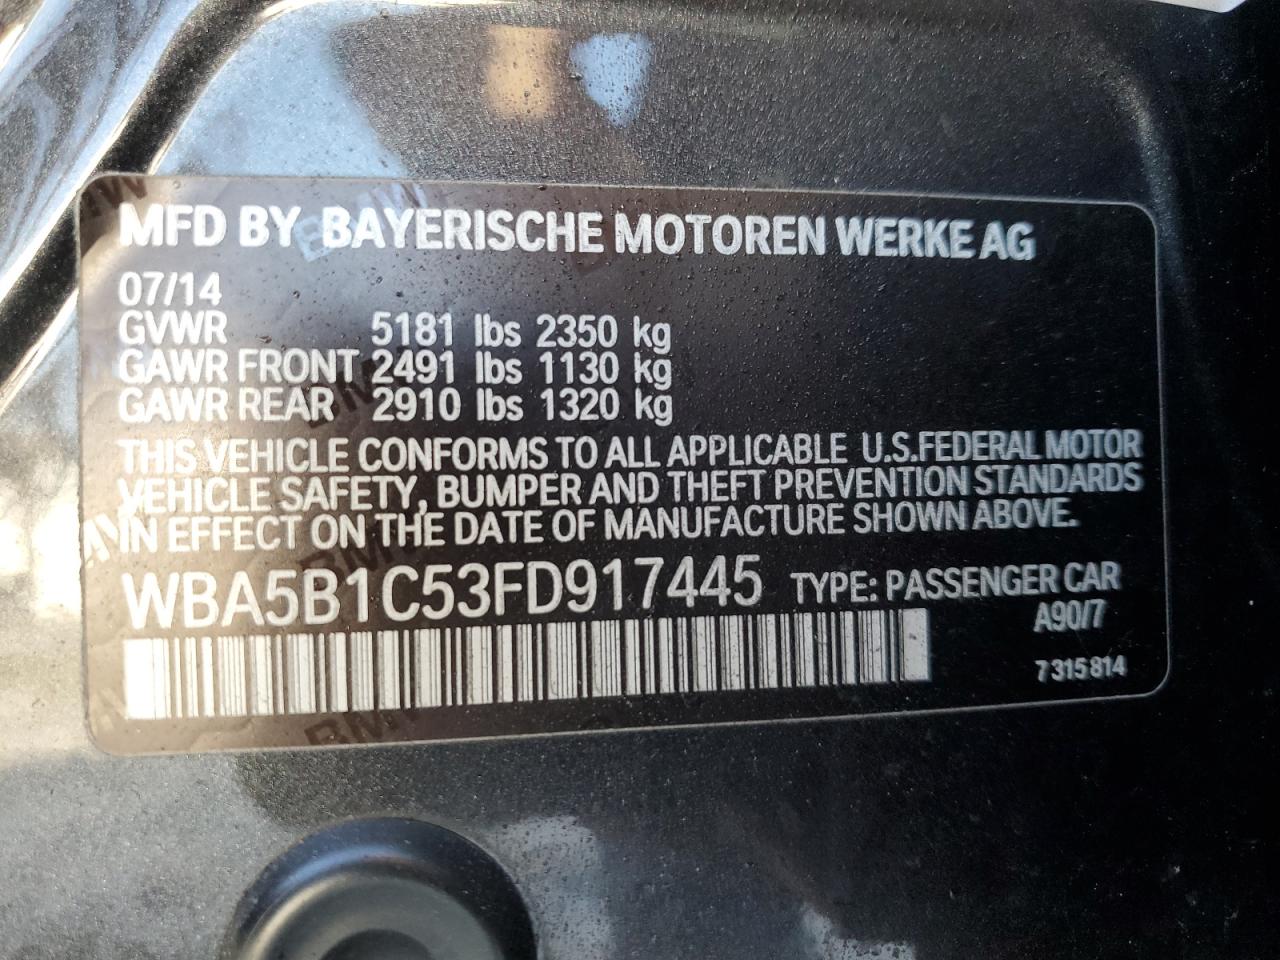 MFD BY BAYERISCHE MOTOREN WERKE AG
07/14
GVWR 5181 lbs 2350 kg
GAWR FRONT 2491 lbs 1130 kg
GAWR REAR 2910 lbs 1320 kg
THIS VEHICLE CONFORMS TO ALL APPLICABLE U.S.FEDERAL MOTOR
VEHICLE SAFETY, BUMPER AND THEFT PREVENTION STANDARDS
IN EFFECT ON THE DATE OF MANUFACTURE SHOWN ABOVE.
WBA5B1C53FD917445 TYPE: PASSENGER CAR
A90/7
7 315 814